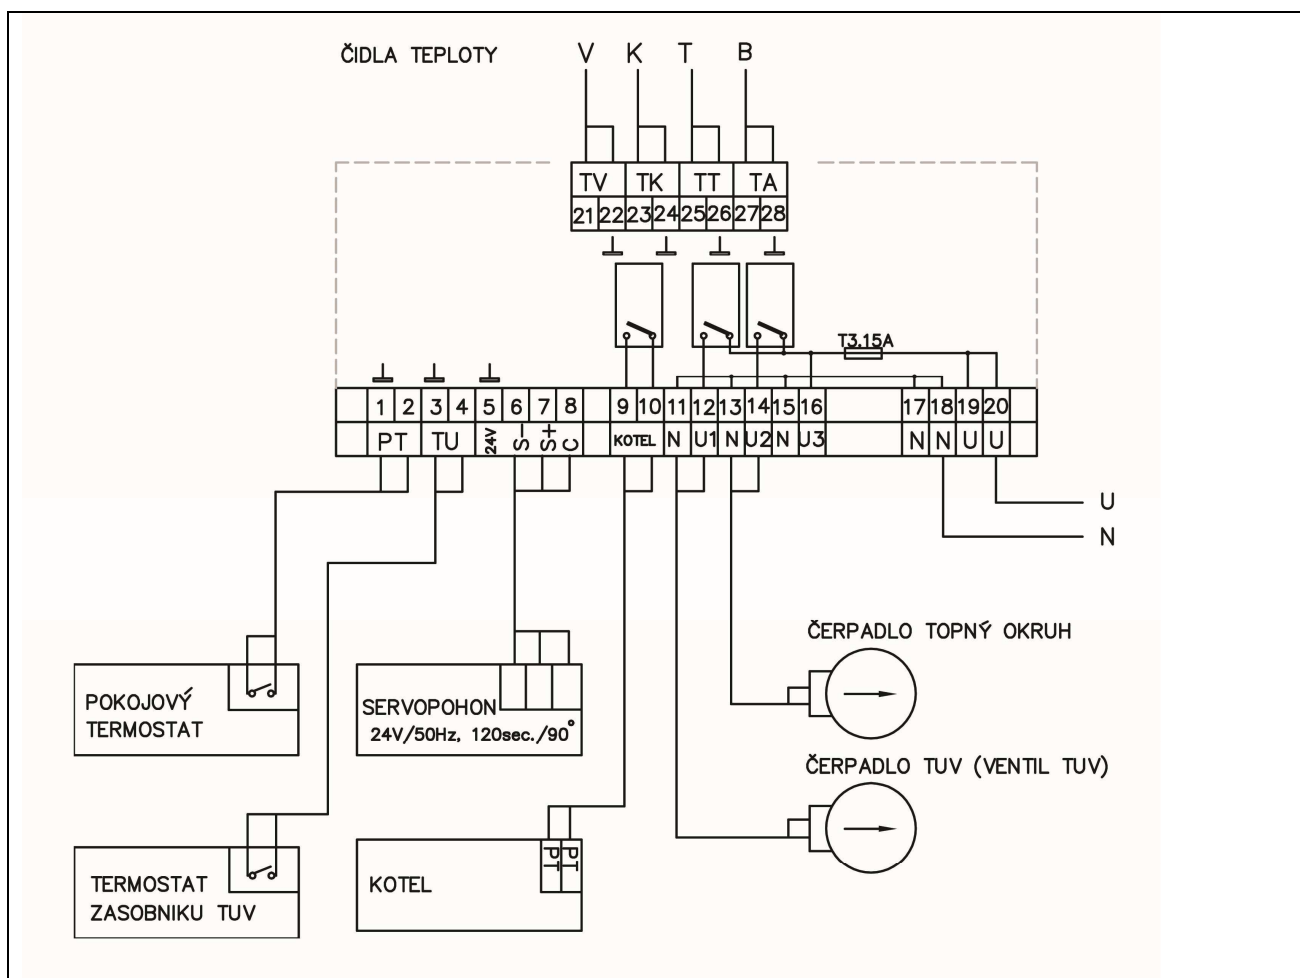 ČIDLA TEPLOTY V K T B
TV TK TT TA
21 22 23 24 25 26 27 28
T3.15A
1 2 3 4 5 6 7 8 9 10 11 12 13 14 15 16 17 18 19 20
PT TU 24V S- S+ C KOTEL N U1 N U2 N U3 N N U U
U
N
ČERPADLO TOPNÝ OKRUH
POKOJOVÝ
TERMOSTAT
SERVOPOHON
24V/50Hz, 120sec./90°
ČERPADLO TUV (VENTIL TUV)
PT PT
KOTEL
TERMOSTAT
ZASOBNIKU TUV